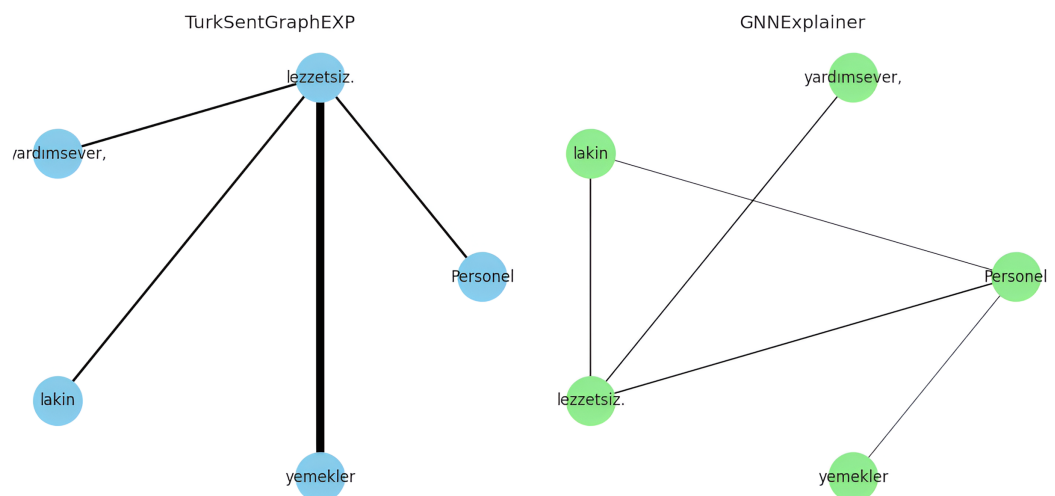 TurkSentGraphEXP
lezzetsiz.
yardımsever,
Personel
lakin
yemekler
GNNExplainer
yardımsever,
lakin
Personel
lezzetsiz.
yemekler